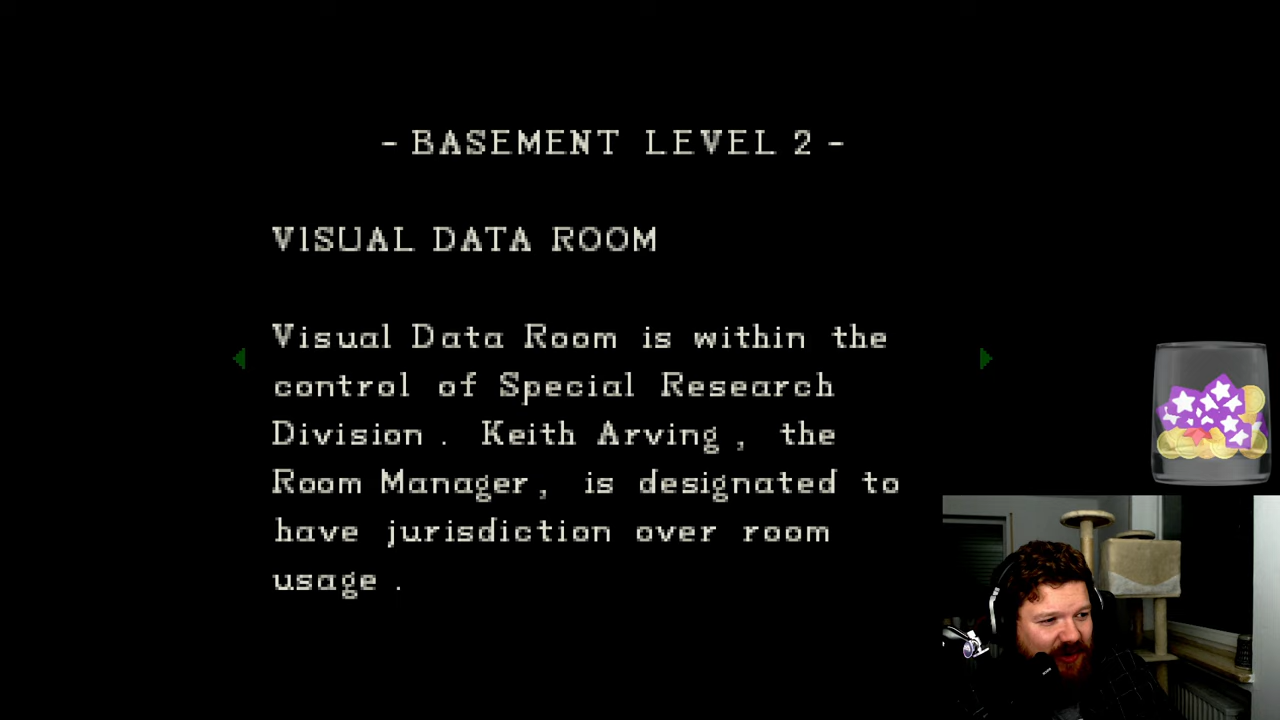 - BASEMENT LEVEL 2 -
VISUAL DATA ROOM
Visual Data Room is within the
control of Special Research
Division. Keith Arving, the
Room Manager, is designated to
have jurisdiction over room
usage.